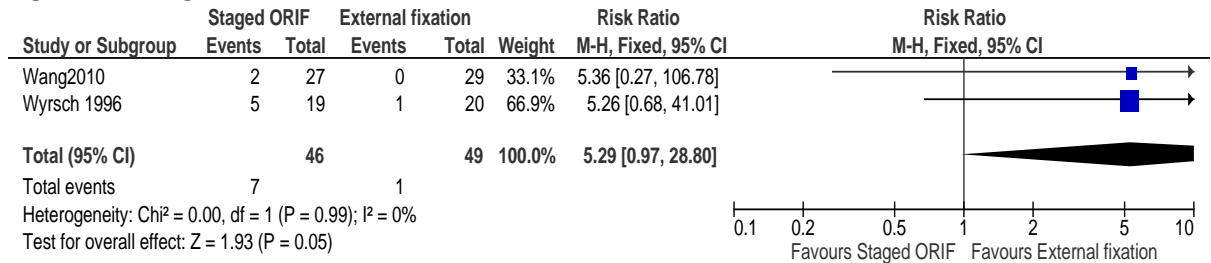 Staged ORIF External fixation Risk Ratio Risk Ratio
Study or Subgroup Events Total Events Total Weight M-H, Fixed, 95% CI M-H, Fixed, 95% CI
Wang2010 2 27 0 29 33.1% 5.36 [0.27, 106.78]
Wyrsch 1996 5 19 1 20 66.9% 5.26 [0.68, 41.01]
Total (95% CI) 46 49 100.0% 5.29 [0.97, 28.80]
Total events 7 1
Heterogeneity: Chi² = 0.00, df = 1 (P = 0.99); I² = 0%
Test for overall effect: Z = 1.93 (P = 0.05)
0.1 0.2 0.5 1 2 5 10
Favours Staged ORIF Favours External fixation